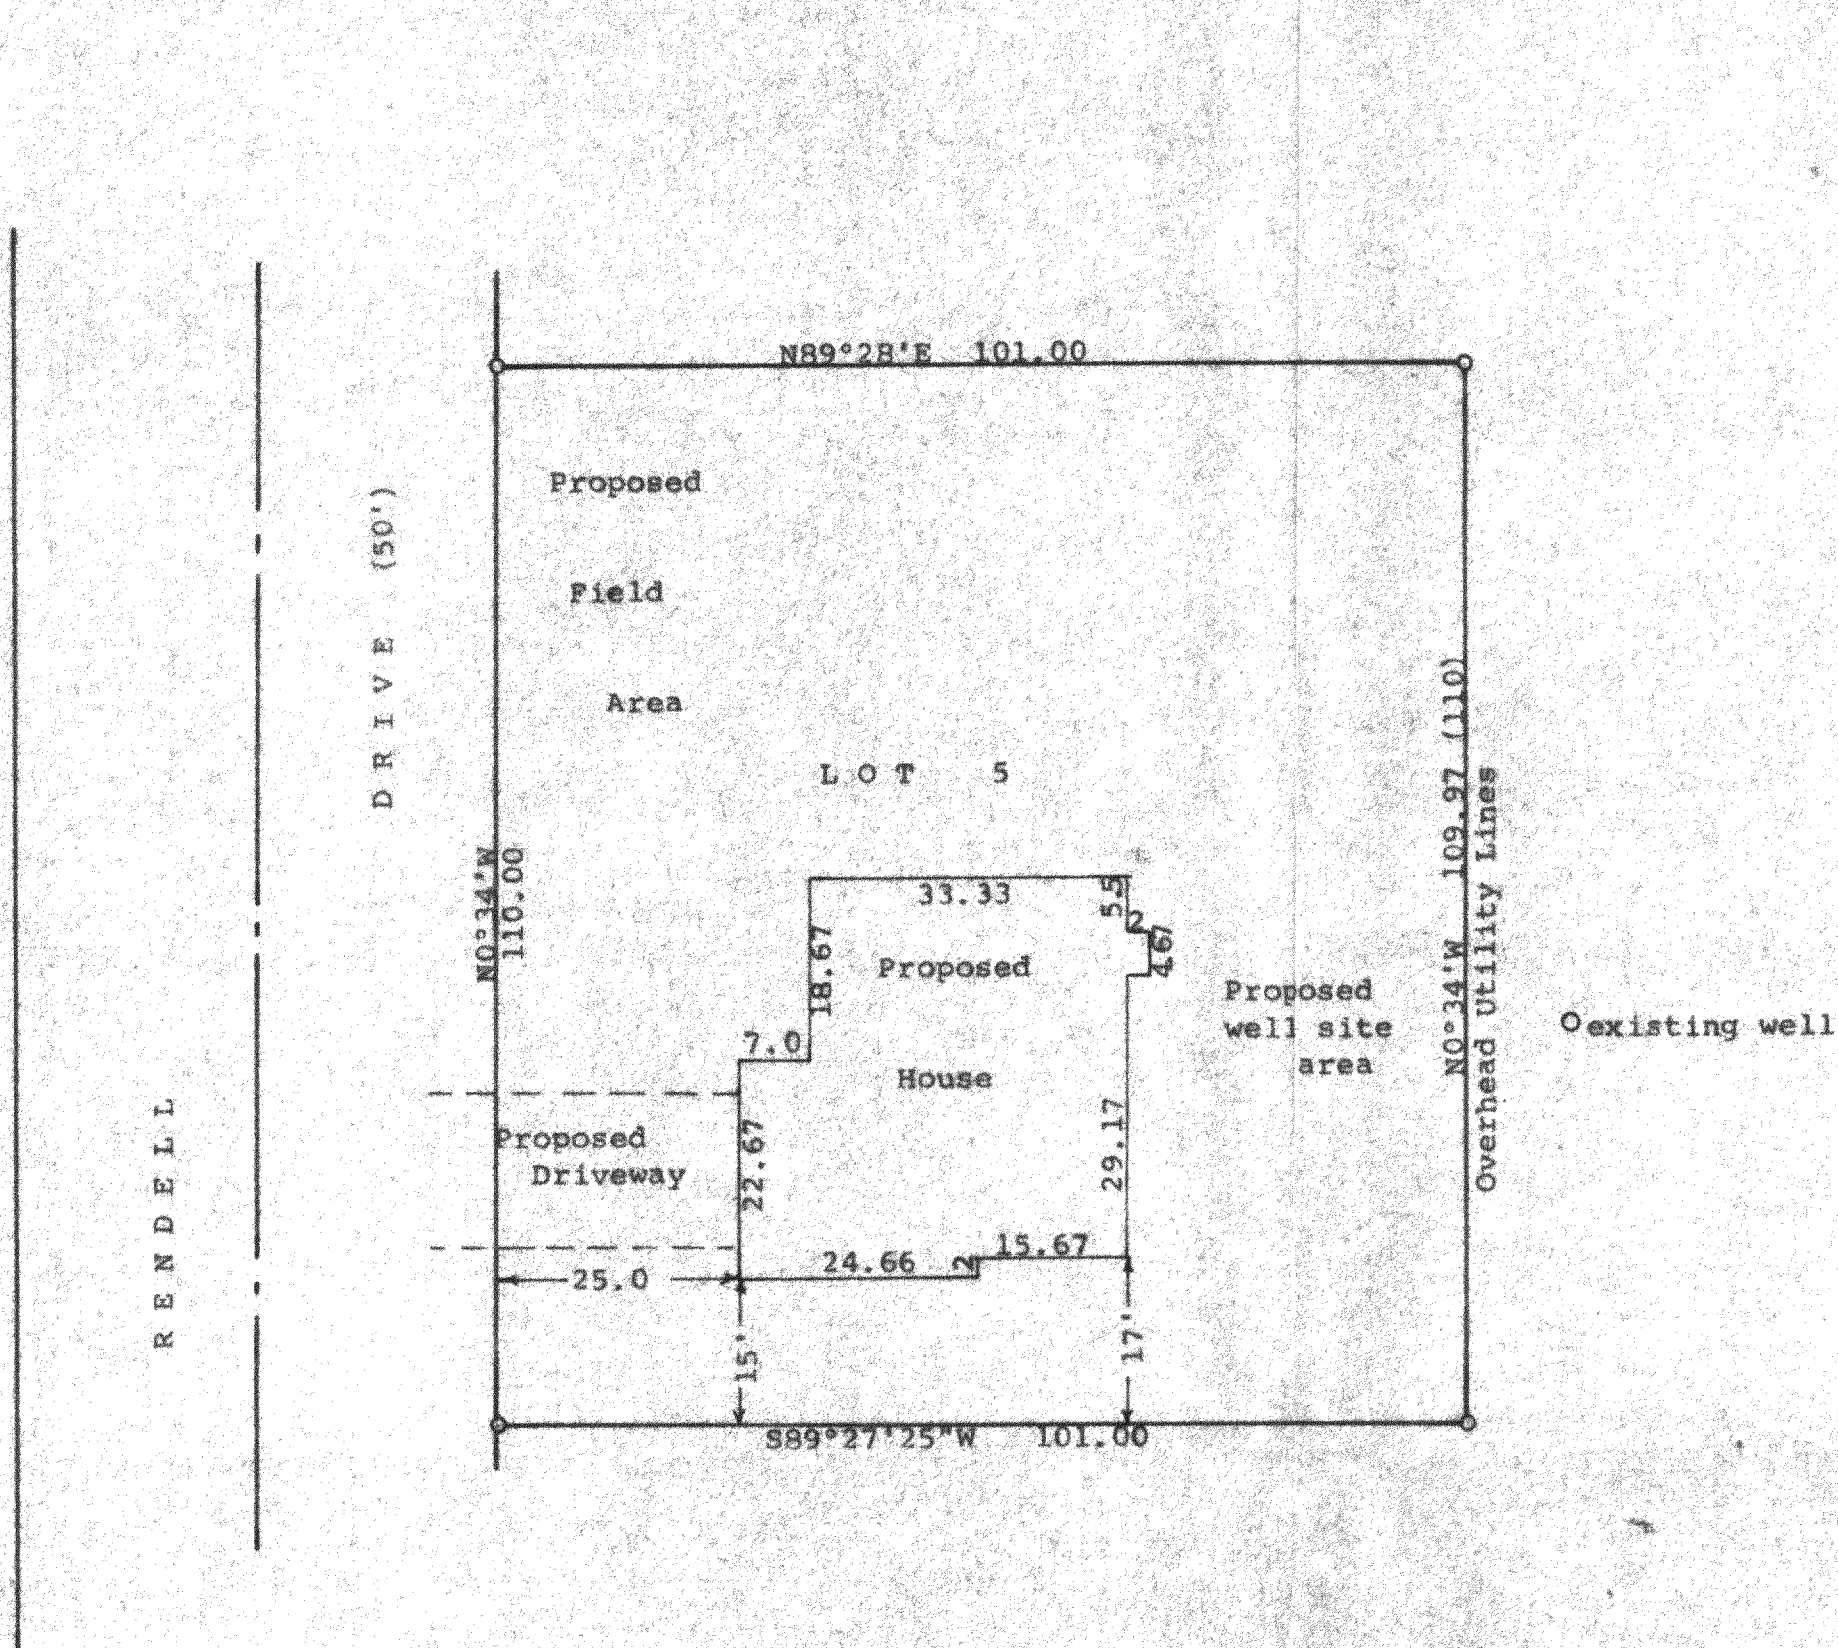 N89°28'E 101.00
Proposed
Field
Area
DRIVE (50')
RENDELL
LOT 5
N0°34'W
110.00
N0°34'W 109.97 (110)
Overhead Utility Lines
33.33
5.5
2
4.67
18.67
Proposed
House
7.0
Proposed
well site
area
existing well
Proposed
Driveway
22.67
29.17
24.66
2
15.67
25.0
15'
17'
S89°27'25"W 101.00